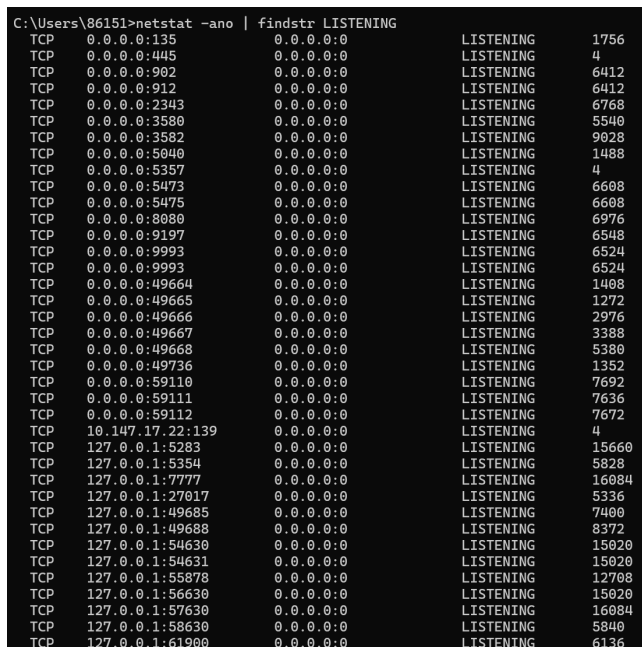 C:\Users\86151>netstat -ano | findstr LISTENING
TCP 0.0.0.0:135 0.0.0.0:0 LISTENING 1756
TCP 0.0.0.0:445 0.0.0.0:0 LISTENING 4
TCP 0.0.0.0:902 0.0.0.0:0 LISTENING 6412
TCP 0.0.0.0:912 0.0.0.0:0 LISTENING 6412
TCP 0.0.0.0:2343 0.0.0.0:0 LISTENING 6768
TCP 0.0.0.0:3580 0.0.0.0:0 LISTENING 5540
TCP 0.0.0.0:3582 0.0.0.0:0 LISTENING 9028
TCP 0.0.0.0:5040 0.0.0.0:0 LISTENING 1488
TCP 0.0.0.0:5357 0.0.0.0:0 LISTENING 4
TCP 0.0.0.0:5473 0.0.0.0:0 LISTENING 6608
TCP 0.0.0.0:5475 0.0.0.0:0 LISTENING 6608
TCP 0.0.0.0:8080 0.0.0.0:0 LISTENING 6976
TCP 0.0.0.0:9197 0.0.0.0:0 LISTENING 6548
TCP 0.0.0.0:9993 0.0.0.0:0 LISTENING 6524
TCP 0.0.0.0:9993 0.0.0.0:0 LISTENING 6524
TCP 0.0.0.0:49664 0.0.0.0:0 LISTENING 1408
TCP 0.0.0.0:49665 0.0.0.0:0 LISTENING 1272
TCP 0.0.0.0:49666 0.0.0.0:0 LISTENING 2976
TCP 0.0.0.0:49667 0.0.0.0:0 LISTENING 3388
TCP 0.0.0.0:49668 0.0.0.0:0 LISTENING 5380
TCP 0.0.0.0:49736 0.0.0.0:0 LISTENING 1352
TCP 0.0.0.0:59110 0.0.0.0:0 LISTENING 7692
TCP 0.0.0.0:59111 0.0.0.0:0 LISTENING 7636
TCP 0.0.0.0:59112 0.0.0.0:0 LISTENING 7672
TCP 10.147.17.22:139 0.0.0.0:0 LISTENING 4
TCP 127.0.0.1:5283 0.0.0.0:0 LISTENING 15660
TCP 127.0.0.1:5354 0.0.0.0:0 LISTENING 5828
TCP 127.0.0.1:7777 0.0.0.0:0 LISTENING 16084
TCP 127.0.0.1:27017 0.0.0.0:0 LISTENING 5336
TCP 127.0.0.1:49685 0.0.0.0:0 LISTENING 7400
TCP 127.0.0.1:49688 0.0.0.0:0 LISTENING 8372
TCP 127.0.0.1:54630 0.0.0.0:0 LISTENING 15020
TCP 127.0.0.1:54631 0.0.0.0:0 LISTENING 15020
TCP 127.0.0.1:55878 0.0.0.0:0 LISTENING 12708
TCP 127.0.0.1:56630 0.0.0.0:0 LISTENING 15020
TCP 127.0.0.1:57630 0.0.0.0:0 LISTENING 16084
TCP 127.0.0.1:58630 0.0.0.0:0 LISTENING 5840
TCP 127.0.0.1:61900 0.0.0.0:0 LISTENING 6136